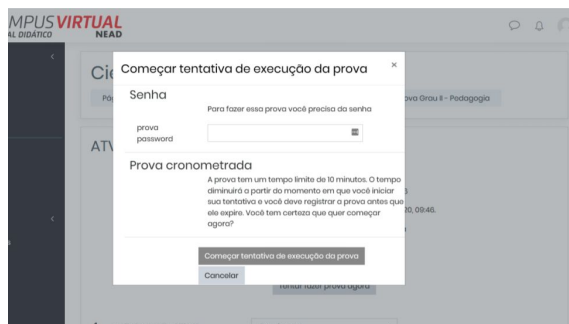 MPUS VIRTUAL
AL DIDÁTICO NEAD
Começar tentativa de execução da prova ×
Senha
Para fazer essa prova você precisa da senha
ova Grau II - Pedagogia
prova
password
Prova cronometrada
A prova tem um tempo limite de 10 minutos. O tempo
diminuirá a partir do momento em que você iniciar
sua tentativa e você deve registrar a prova antes que
ele expire. Você tem certeza que quer começar
agora?
20, 09:46.
Começar tentativa de execução da prova
Cancelar
Tentar fazer prova agora